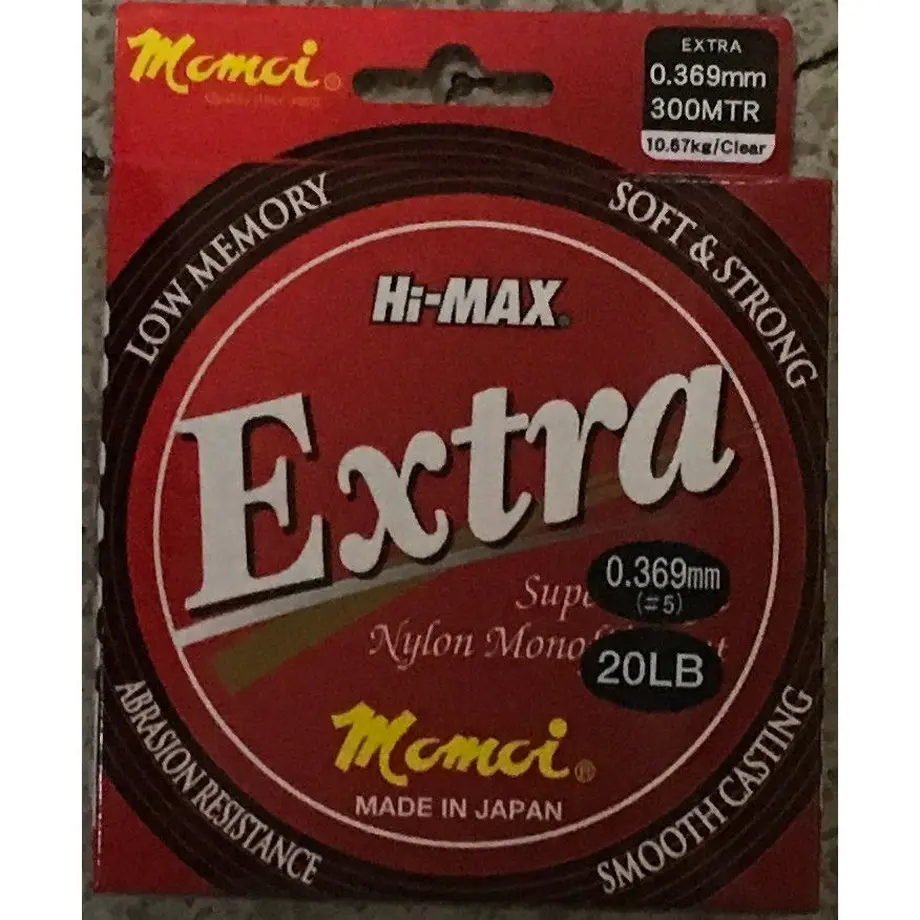 Momoi®
EXTRA
0.369mm
300MTR
10.67kg/Clear
LOW MEMORY
SOFT & STRONG
Hi-MAX®
Extra
0.369mm
(#5)
Nylon
20LB
Momoi®
MADE IN JAPAN
ABRASION RESISTANCE
SMOOTH CASTING